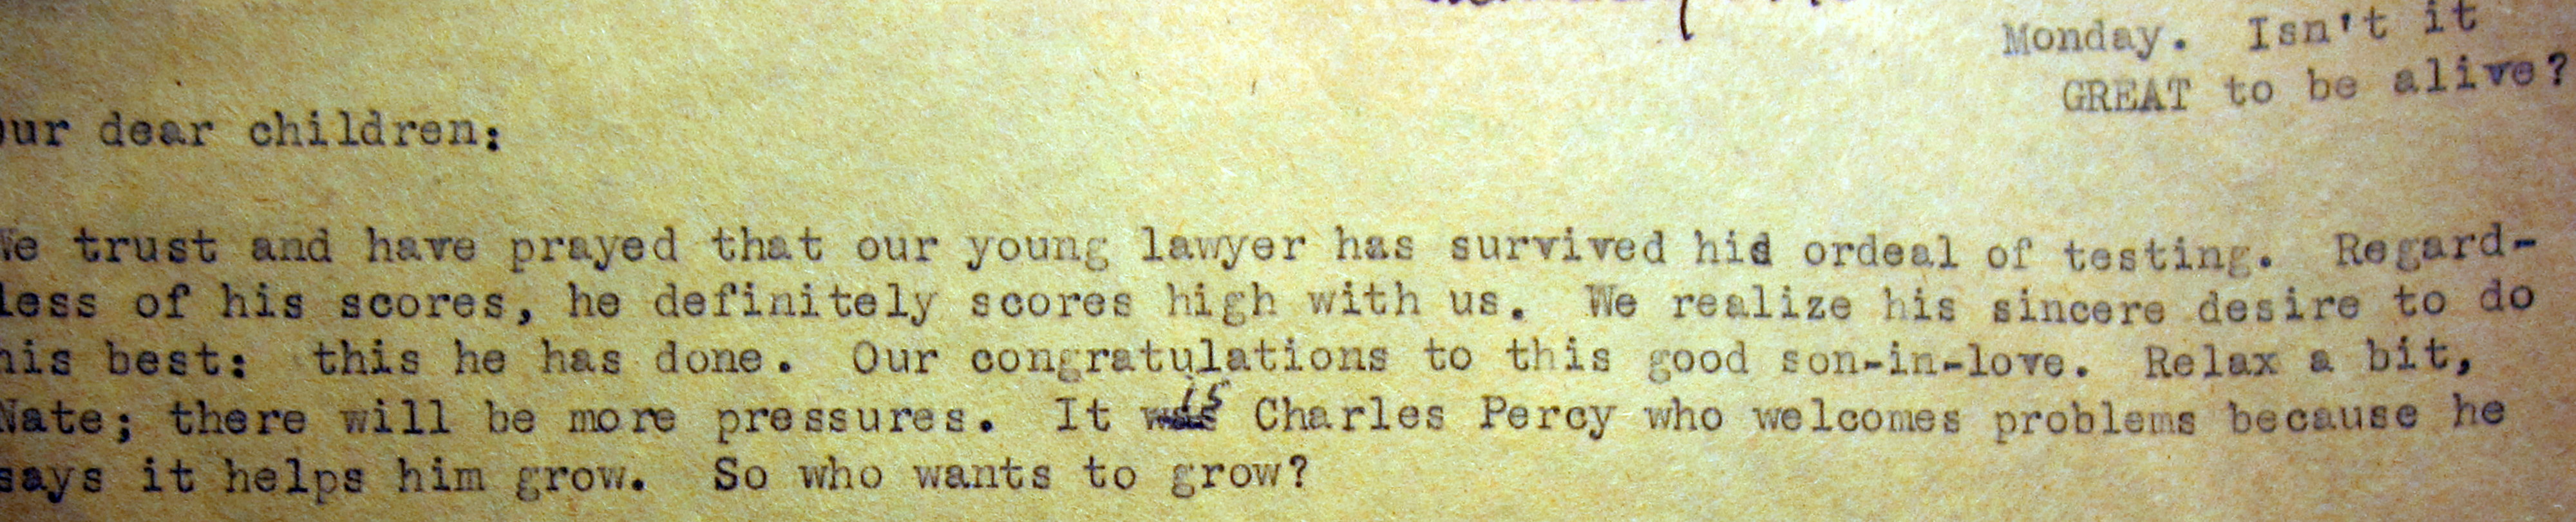 Monday. Isn't it
GREAT to be alive?
Our dear children:
We trust and have prayed that our young lawyer has survived his ordeal of testing. Regard-
less of his scores, he definitely scores high with us. We realize his sincere desire to do
his best: this he has done. Our congratulations to this good son-in-love. Relax a bit,
Nate; there will be more pressures. It is Charles Percy who welcomes problems because he
says it helps him grow. So who wants to grow?